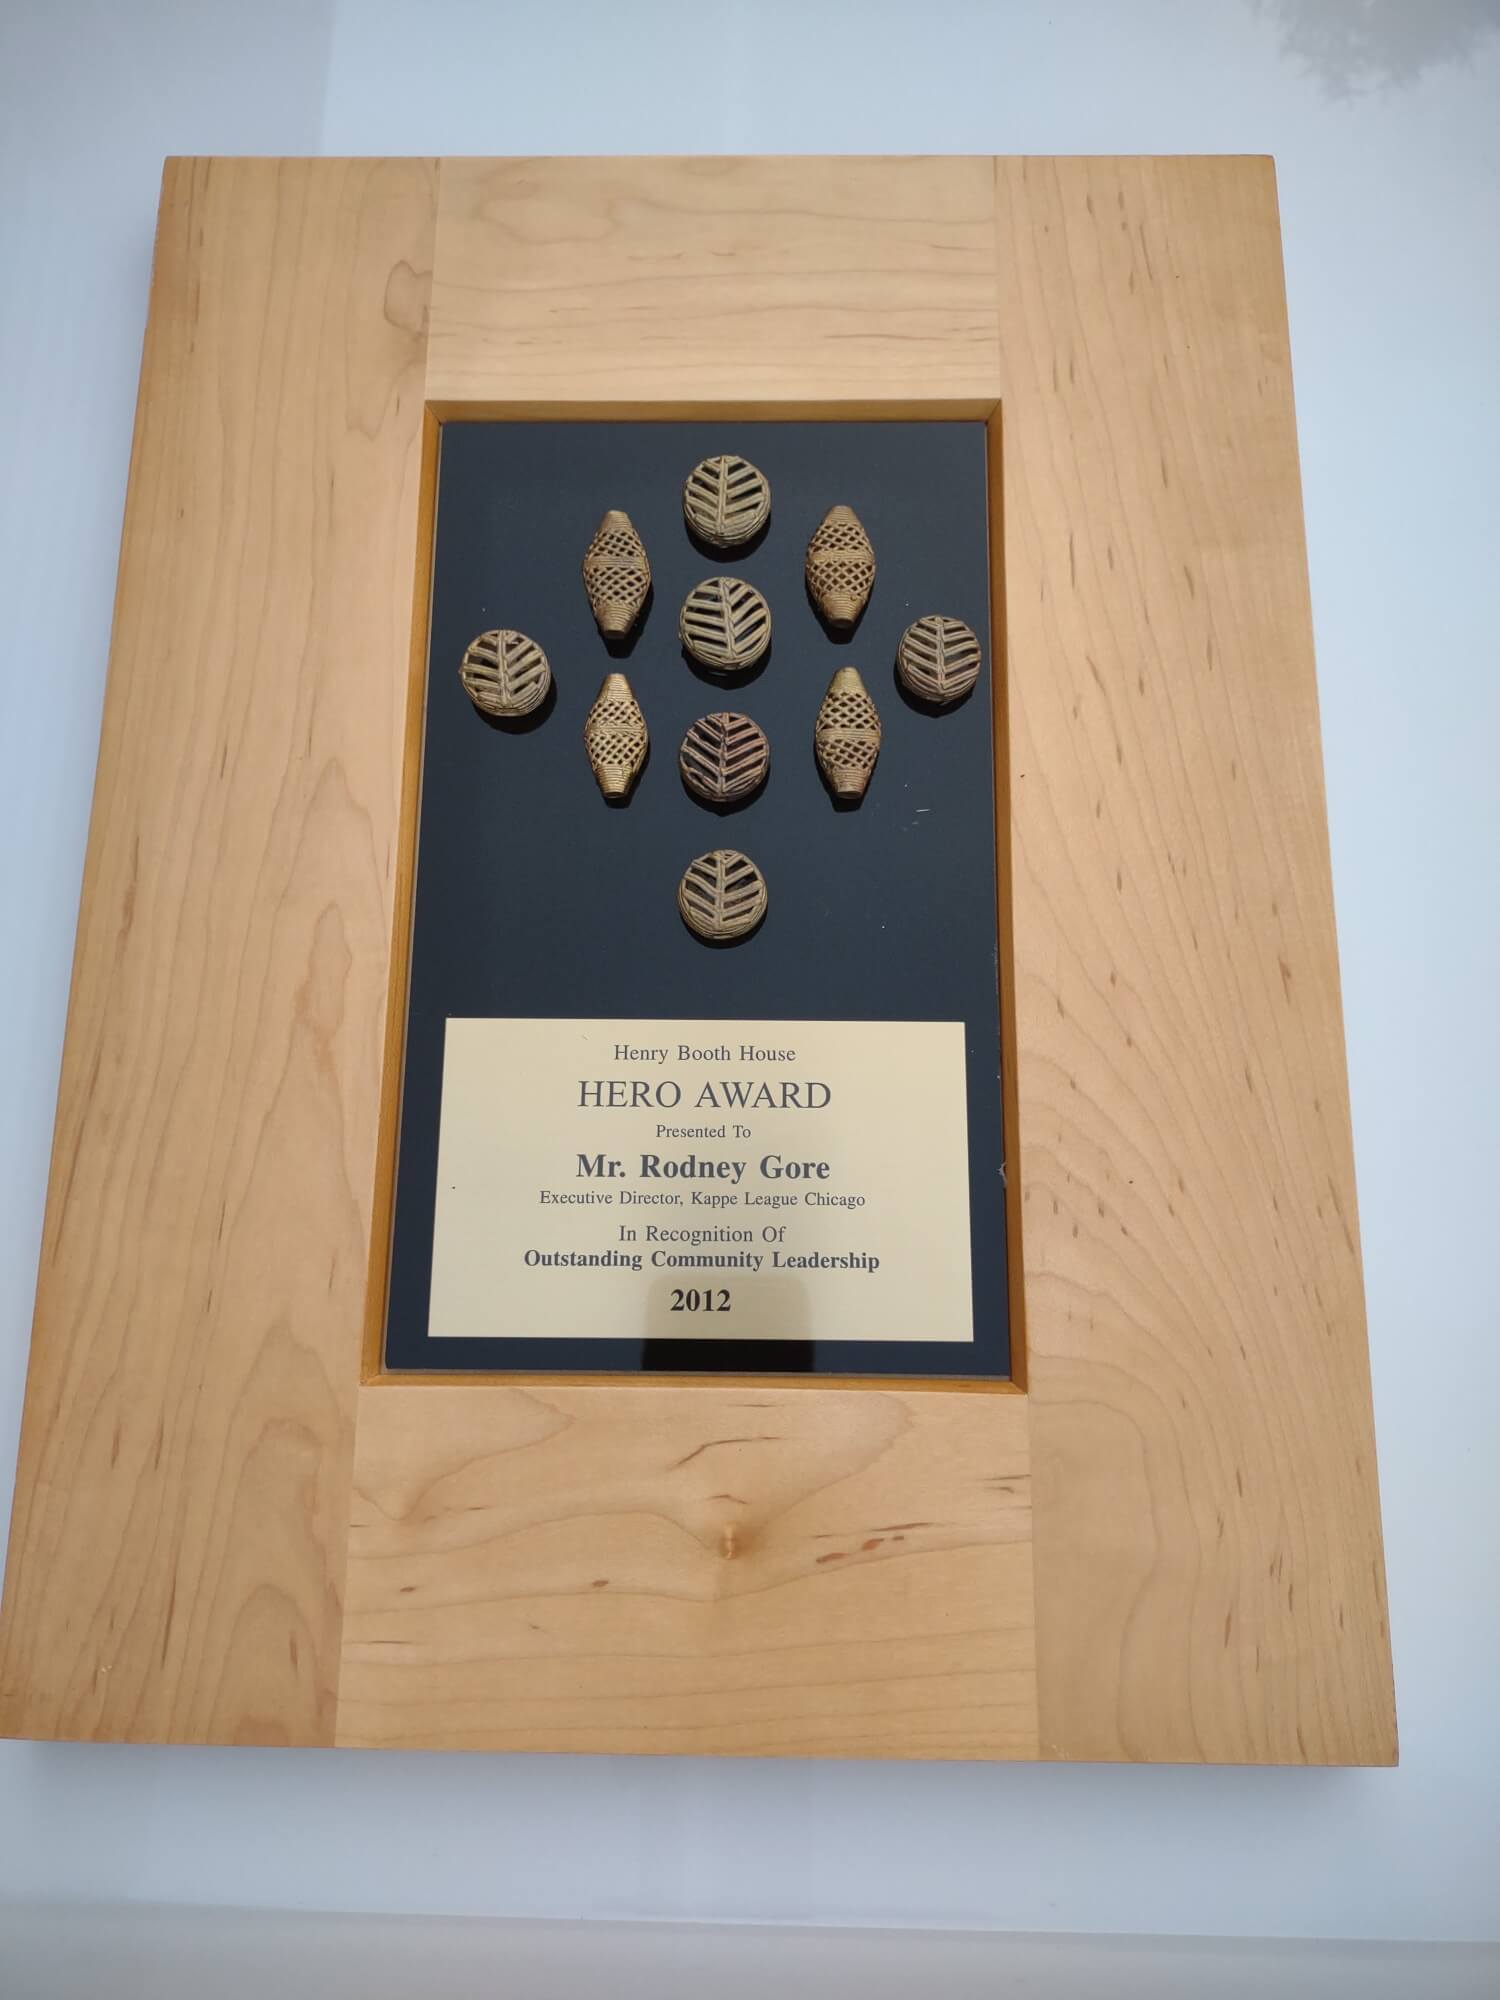 Henry Booth House
HERO AWARD
Presented To
Mr. Rodney Gore
Executive Director, Kappe League Chicago
In Recognition Of
Outstanding Community Leadership
2012